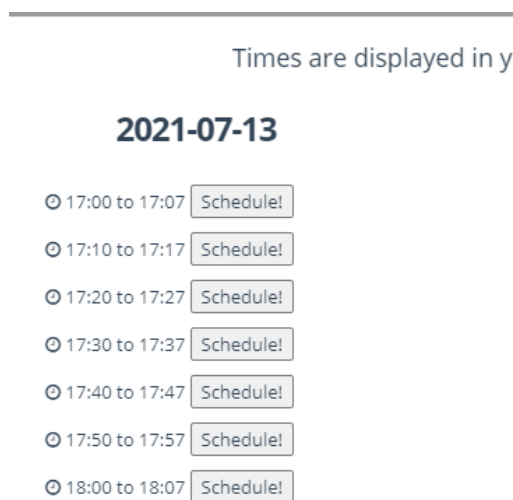 Times are displayed in y
2021-07-13
17:00 to 17:07 Schedule!
17:10 to 17:17 Schedule!
17:20 to 17:27 Schedule!
17:30 to 17:37 Schedule!
17:40 to 17:47 Schedule!
17:50 to 17:57 Schedule!
18:00 to 18:07 Schedule!